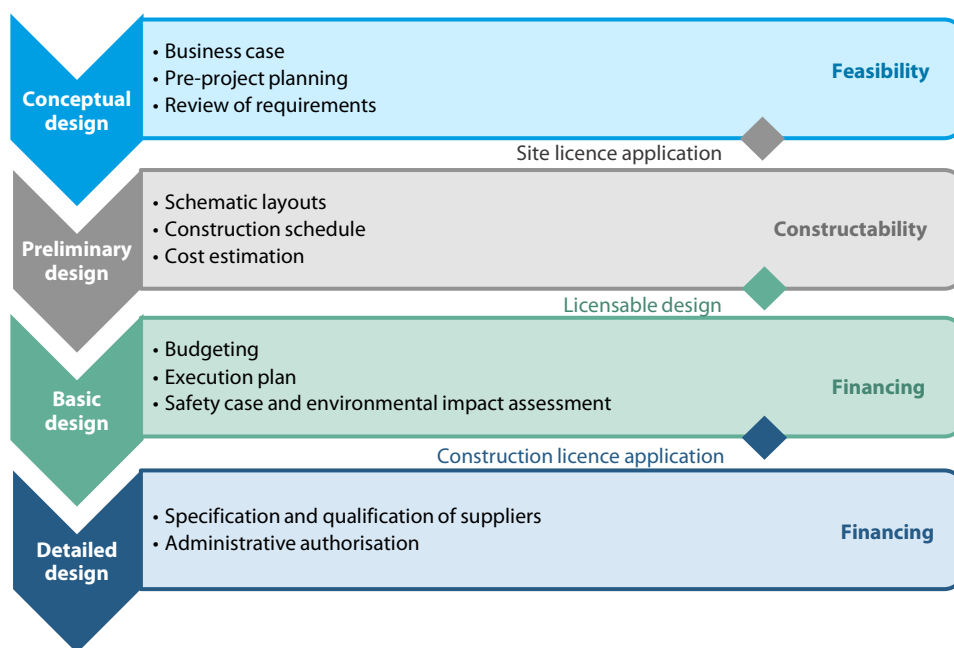 Conceptual
design
• Business case
• Pre-project planning
• Review of requirements
Feasibility
Site licence application
Preliminary
design
• Schematic layouts
• Construction schedule
• Cost estimation
Constructability
Licensable design
Basic
design
• Budgeting
• Execution plan
• Safety case and environmental impact assessment
Financing
Construction licence application
Detailed
design
• Specification and qualification of suppliers
• Administrative authorisation
Financing